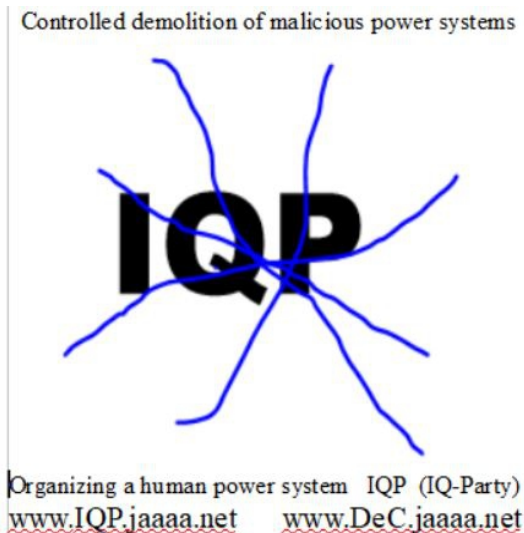 Controlled demolition of malicious power systems
IQP
Organizing a human power system IQP (IQ-Party)
www.IQP.jaaaa.net www.DeC.jaaaa.net